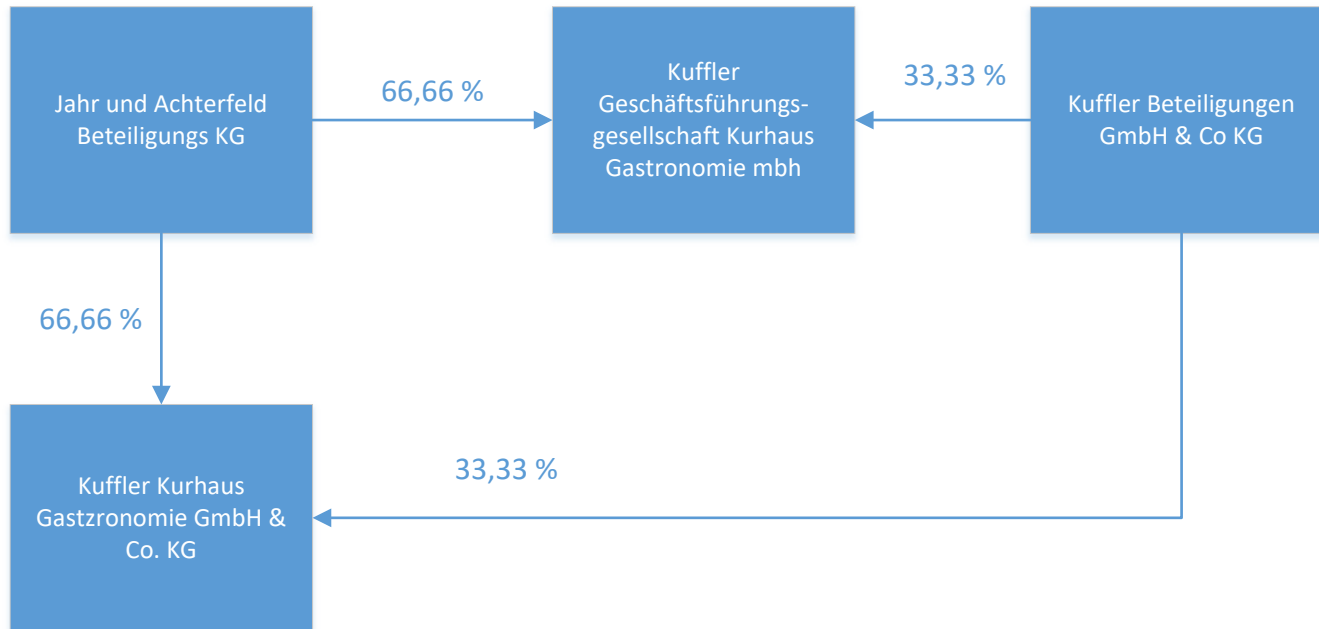 Jahr und Achterfeld
Beteiligungs KG
66,66 %
Kuffler
Geschäftsführungs-
gesellschaft Kurhaus
Gastronomie mbh
33,33 %
Kuffler Beteiligungen
GmbH & Co KG
66,66 %
Kuffler Kurhaus
Gastzronomie GmbH &
Co. KG
33,33 %